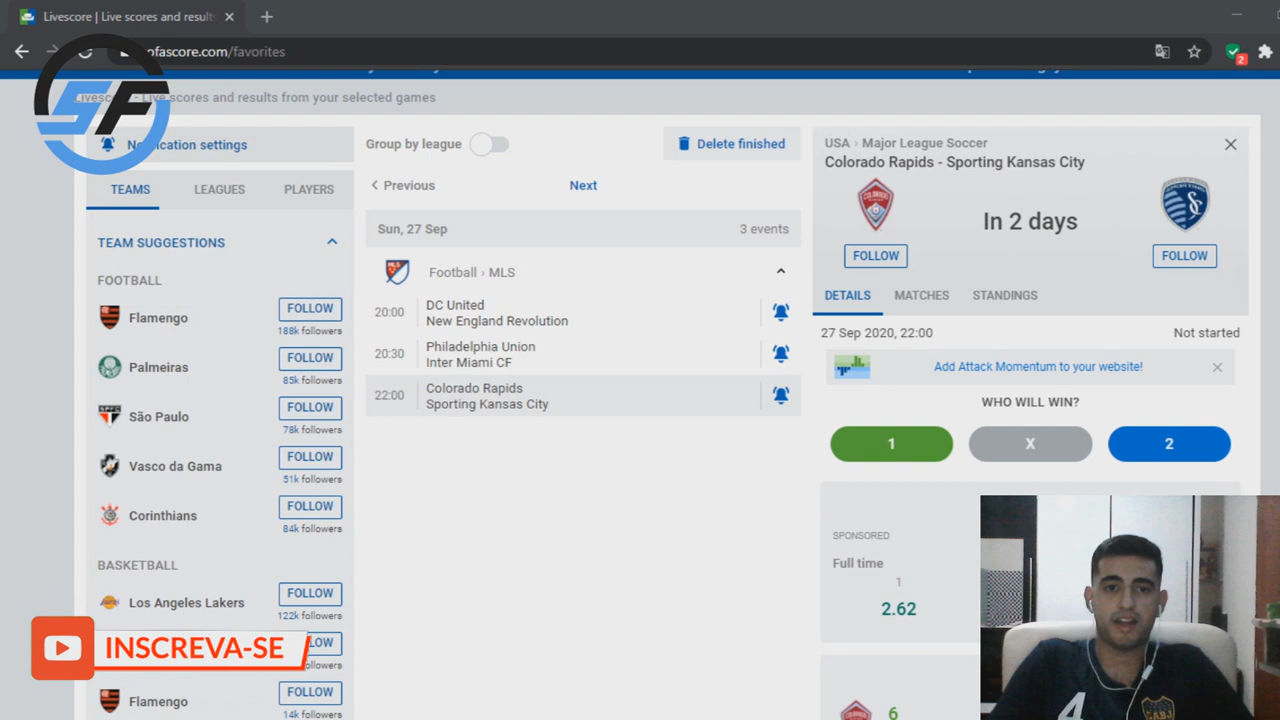 Livescore | Live scores and result
ofascore.com/favorites
2
SF
Livescore - Live scores and results from your selected games
Notification settings
Group by league
Delete finished
TEAMS
LEAGUES
PLAYERS
Previous
Next
TEAM SUGGESTIONS
Sun, 27 Sep
3 events
FOOTBALL
Football › MLS
Flamengo
FOLLOW
188k followers
Palmeiras
FOLLOW
85k followers
São Paulo
FOLLOW
78k followers
Vasco da Gama
FOLLOW
51k followers
Corinthians
FOLLOW
84k followers
BASKETBALL
Los Angeles Lakers
FOLLOW
122k followers
LOW
followers
Flamengo
FOLLOW
14k followers
20:00
DC United
New England Revolution
20:30
Philadelphia Union
Inter Miami CF
22:00
Colorado Rapids
Sporting Kansas City
USA › Major League Soccer
Colorado Rapids - Sporting Kansas City
In 2 days
FOLLOW
FOLLOW
DETAILS
MATCHES
STANDINGS
27 Sep 2020, 22:00
Not started
Add Attack Momentum to your website!
WHO WILL WIN?
1
X
2
SPONSORED
Full time
1
2.62
6
INSCREVA-SE
4